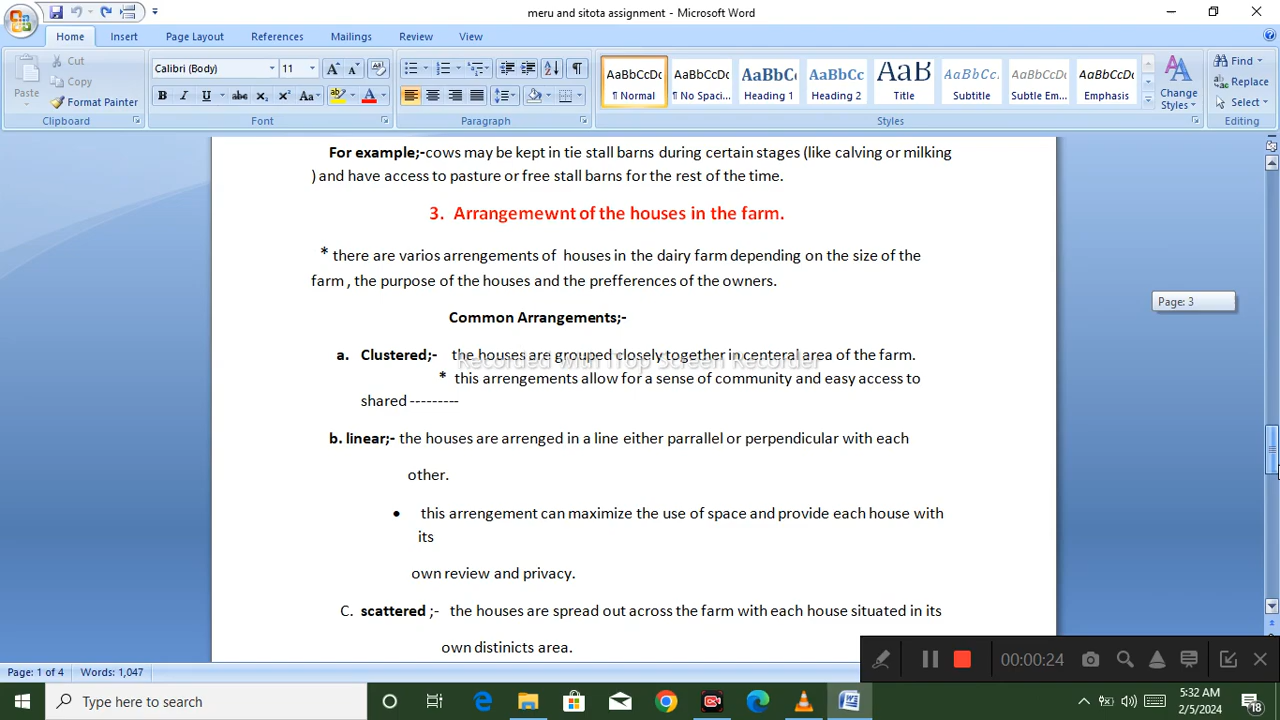 meru and sitota assignment - Microsoft Word
Home Insert Page Layout References Mailings Review View
Paste
Cut
Copy
Format Painter
Clipboard
Calibri (Body) 11
Font
Paragraph
AaBbCcDc AaBbCcDc AaBbC AaBbCc AaB AaBbCc. AaBbCcDc AaBbCcDc
¶ Normal ¶ No Spaci... Heading 1 Heading 2 Title Subtitle Subtle Em... Emphasis
Styles
Change
Styles
Find
Replace
Select
Editing
For example;-cows may be kept in tie stall barns during certain stages (like calving or milking
) and have access to pasture or free stall barns for the rest of the time.
3. Arrangemewnt of the houses in the farm.
* there are varios arrengements of houses in the dairy farm depending on the size of the
farm , the purpose of the houses and the prefferences of the owners.
Common Arrangements;-
a. Clustered;- the houses are grouped closely together in centeral area of the farm.
* this arrengements allow for a sense of community and easy access to
shared ---------
Recorded with iTop Screen Recorder
b. linear;- the houses are arrenged in a line either parrallel or perpendicular with each
other.
• this arrengement can maximize the use of space and provide each house with
its
own review and privacy.
C. scattered ;- the houses are spread out across the farm with each house situated in its
own distinicts area.
Page: 3
Page: 1 of 4 Words: 1,047
00:00:24
Type here to search
5:32 AM
2/5/2024
18